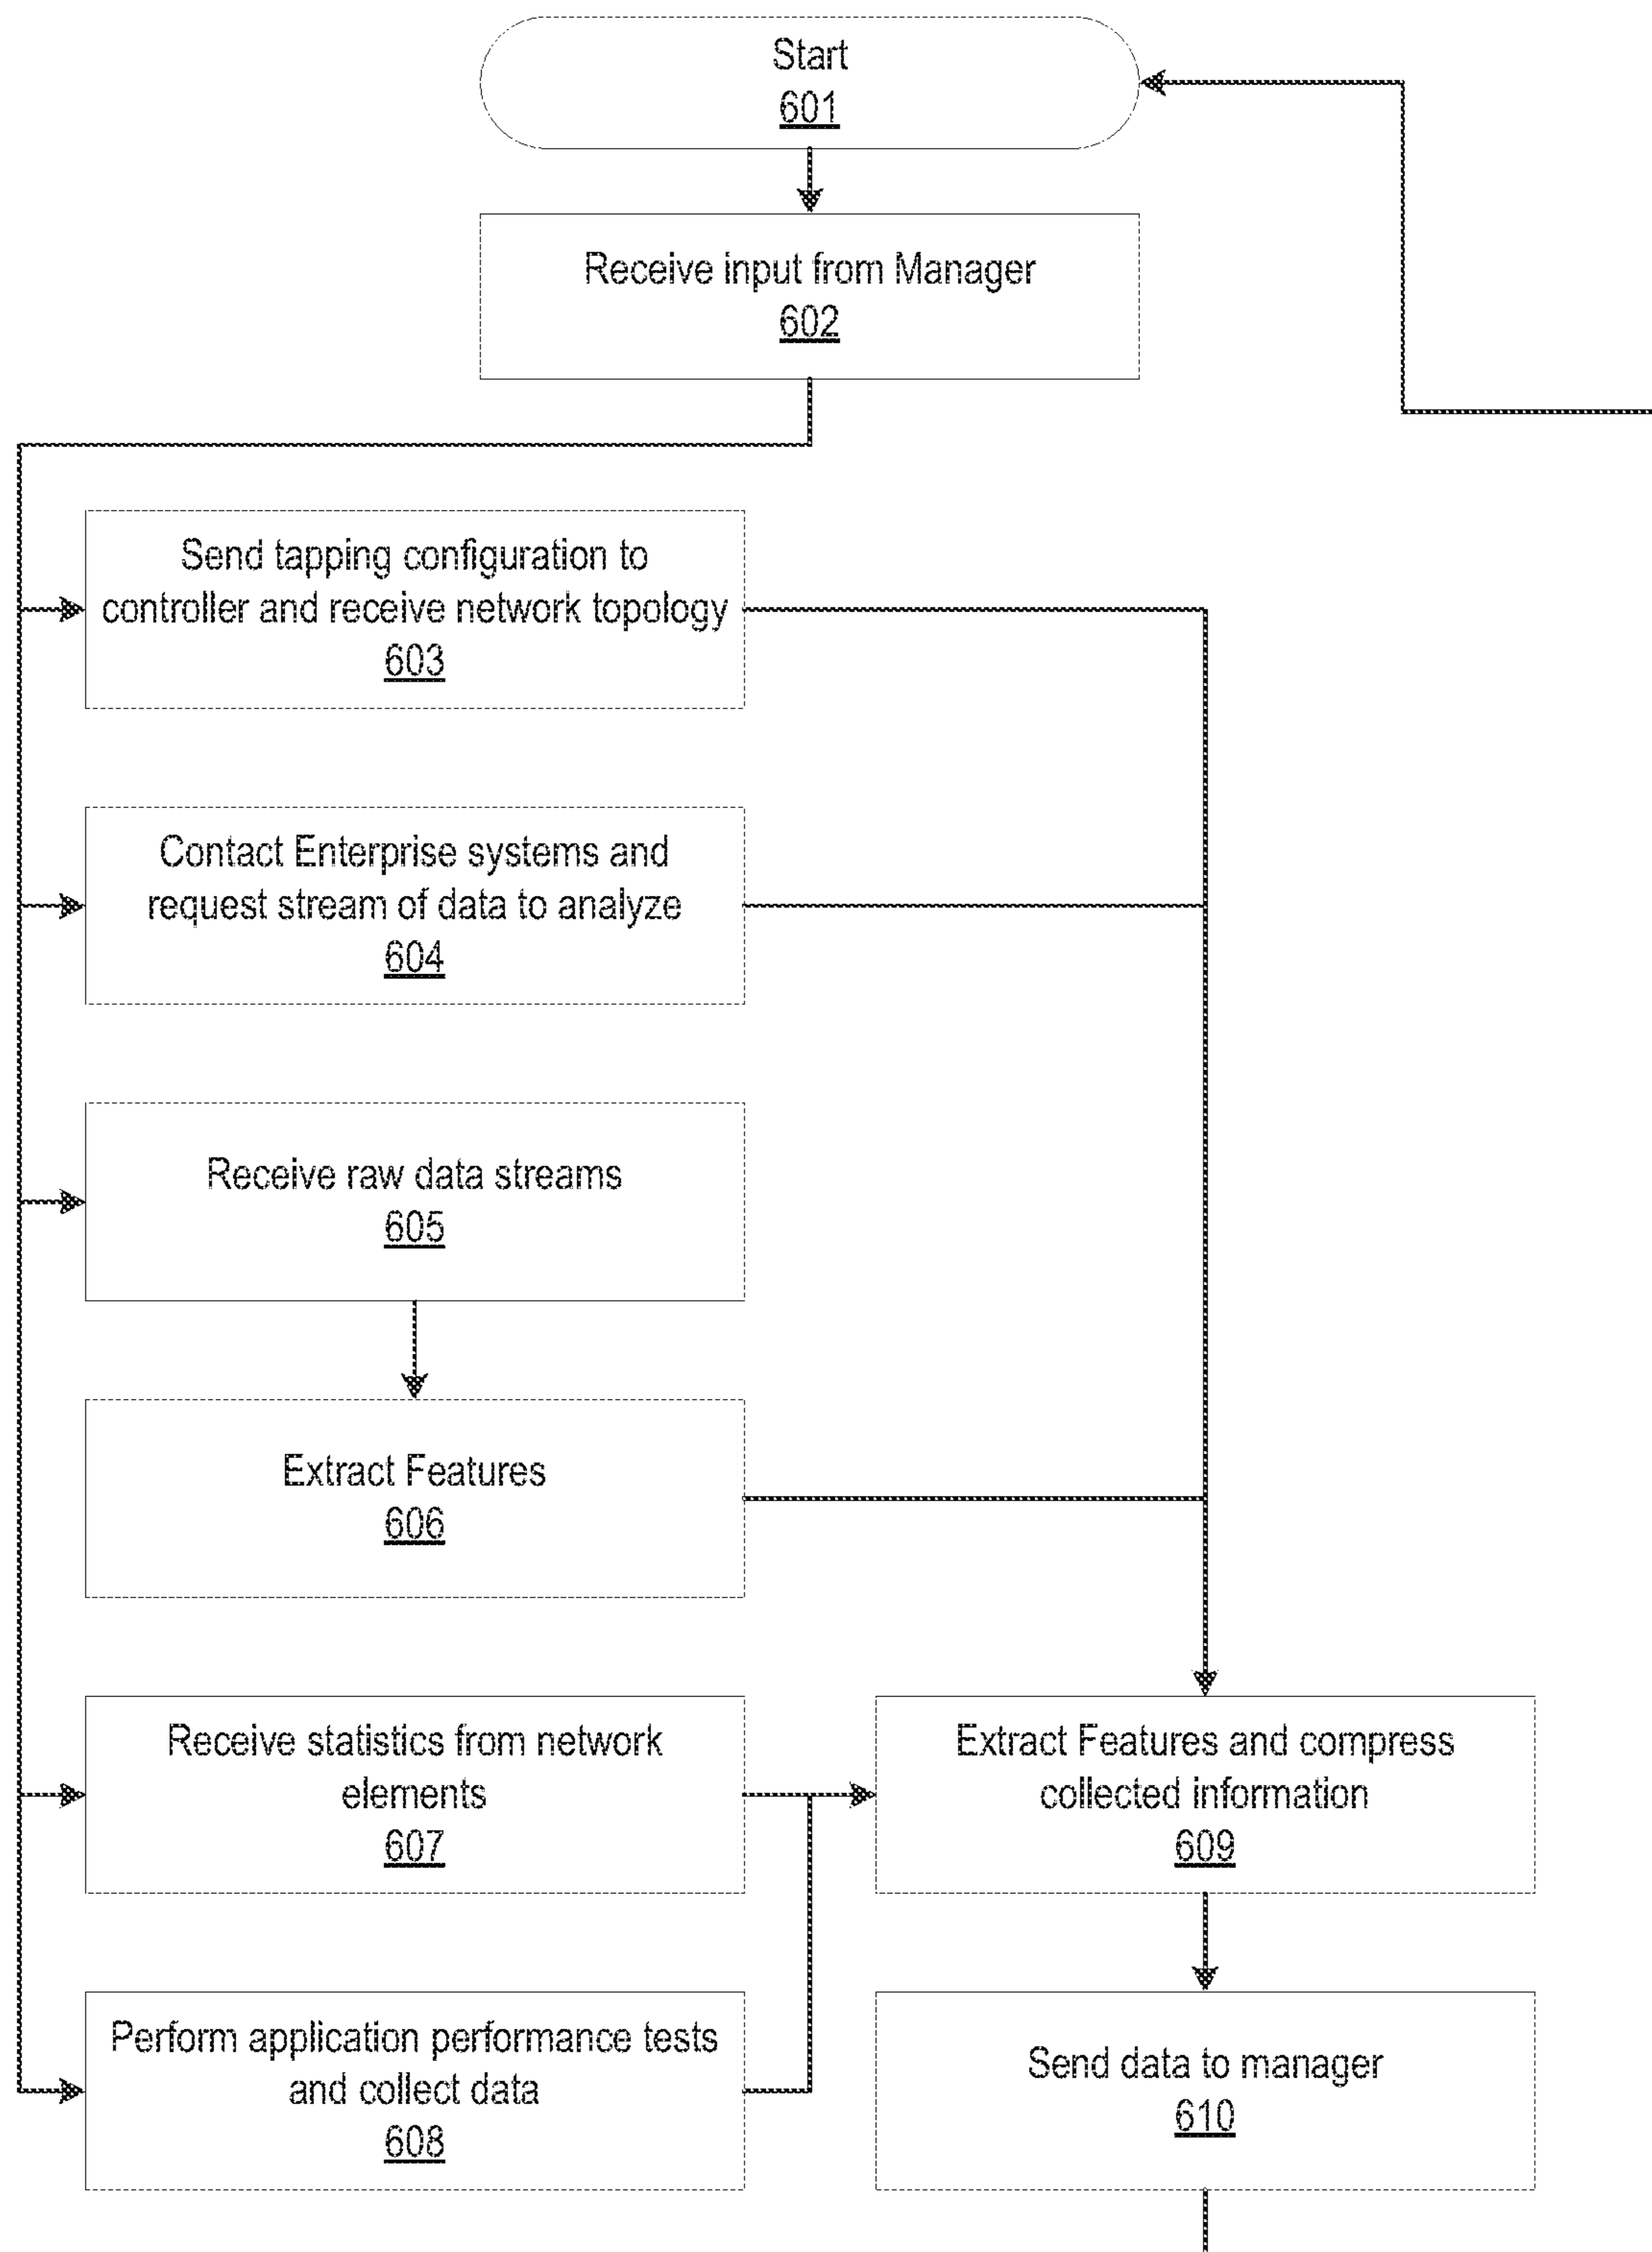 Start
601
Receive input from Manager
602
Send tapping configuration to
controller and receive network topology
603
Contact Enterprise systems and
request stream of data to analyze
604
Receive raw data streams
605
Extract Features
606
Receive statistics from network
elements
607
Extract Features and compress
collected information
609
Perform application performance tests
and collect data
608
Send data to manager
610